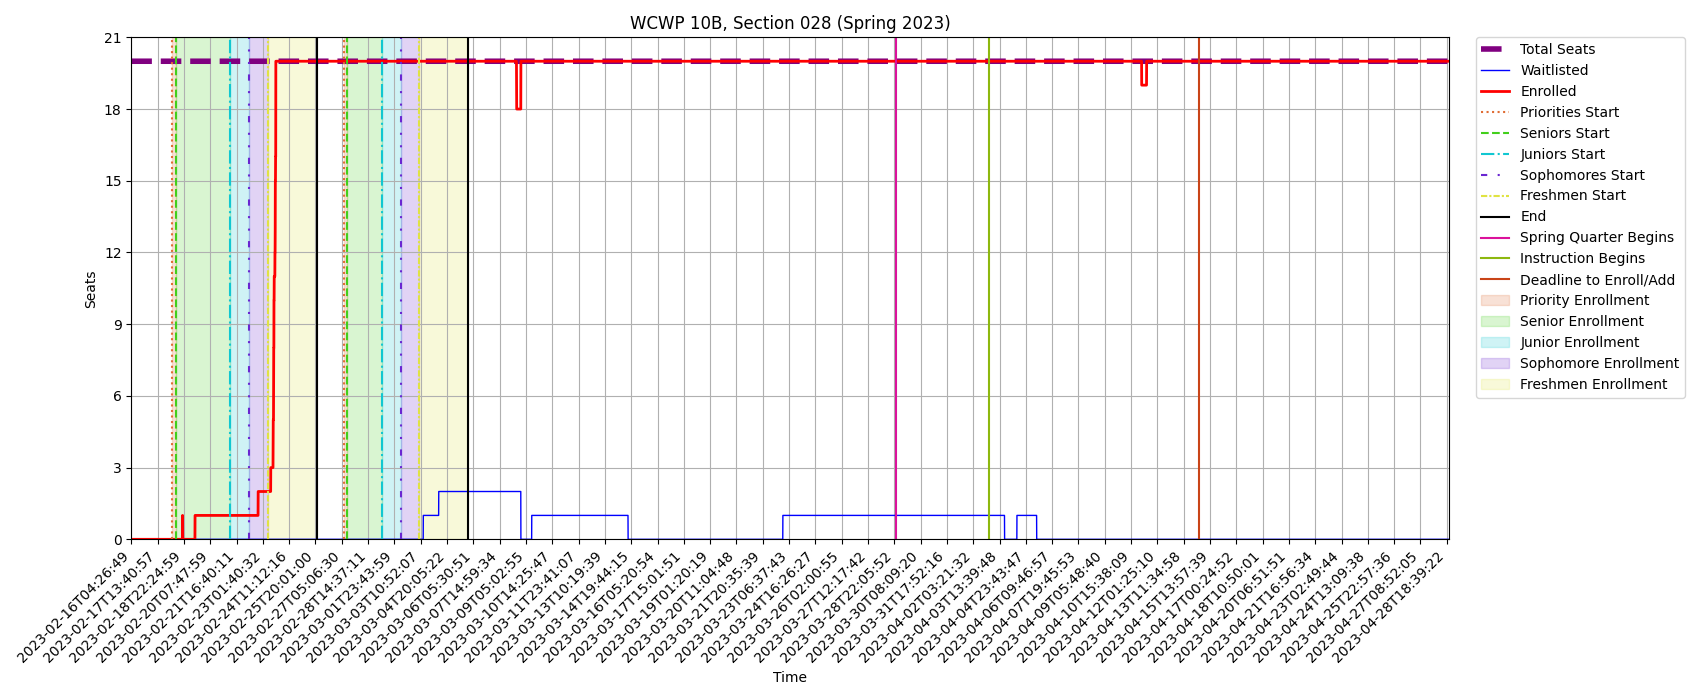 WCWP 10B, Section 028 (Spring 2023)
Seats
21
18
15
12
9
6
3
0
2023-02-16T04:26:49
2023-02-17T13:40:57
2023-02-18T22:24:59
2023-02-20T07:47:59
2023-02-21T16:40:11
2023-02-23T01:40:32
2023-02-24T11:12:16
2023-02-25T20:01:00
2023-02-27T05:06:30
2023-02-28T14:37:11
2023-03-01T23:43:59
2023-03-03T10:52:07
2023-03-04T20:05:22
2023-03-06T05:30:51
2023-03-07T14:59:34
2023-03-09T05:02:55
2023-03-10T14:25:47
2023-03-11T23:41:07
2023-03-13T10:19:39
2023-03-14T19:44:15
2023-03-16T05:20:54
2023-03-17T15:01:51
2023-03-19T01:20:19
2023-03-20T11:04:48
2023-03-21T20:35:39
2023-03-23T06:37:43
2023-03-24T16:26:27
2023-03-26T02:00:55
2023-03-27T12:17:42
2023-03-28T22:05:52
2023-03-30T08:09:20
2023-03-31T17:52:16
2023-04-02T03:21:32
2023-04-03T13:39:48
2023-04-04T23:43:47
2023-04-06T09:46:57
2023-04-07T19:45:53
2023-04-09T05:48:40
2023-04-10T15:38:09
2023-04-12T01:25:10
2023-04-13T11:34:58
2023-04-15T13:57:39
2023-04-17T00:24:52
2023-04-18T10:50:01
2023-04-20T06:51:51
2023-04-21T16:56:34
2023-04-23T02:49:44
2023-04-24T13:09:38
2023-04-25T22:57:36
2023-04-27T08:52:05
2023-04-28T18:39:22
Time
Total Seats
Waitlisted
Enrolled
Priorities Start
Seniors Start
Juniors Start
Sophomores Start
Freshmen Start
End
Spring Quarter Begins
Instruction Begins
Deadline to Enroll/Add
Priority Enrollment
Senior Enrollment
Junior Enrollment
Sophomore Enrollment
Freshmen Enrollment